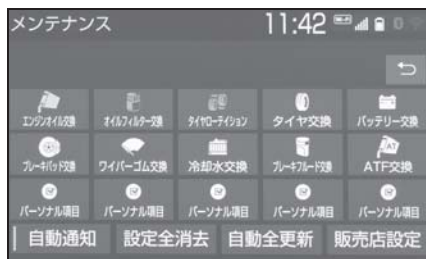 メンテナンス 11:42 Wi-Fi
エンジンオイル交換 オイルフィルター交換 タイヤローテイション タイヤ交換 バッテリー交換
ブレーキパッド交換 ワイパーゴム交換 冷却水交換 ブレーキフルード交換 ATF交換
パーソナル項目 パーソナル項目 パーソナル項目 パーソナル項目 パーソナル項目
自動通知 設定全消去 自動全更新 販売店設定